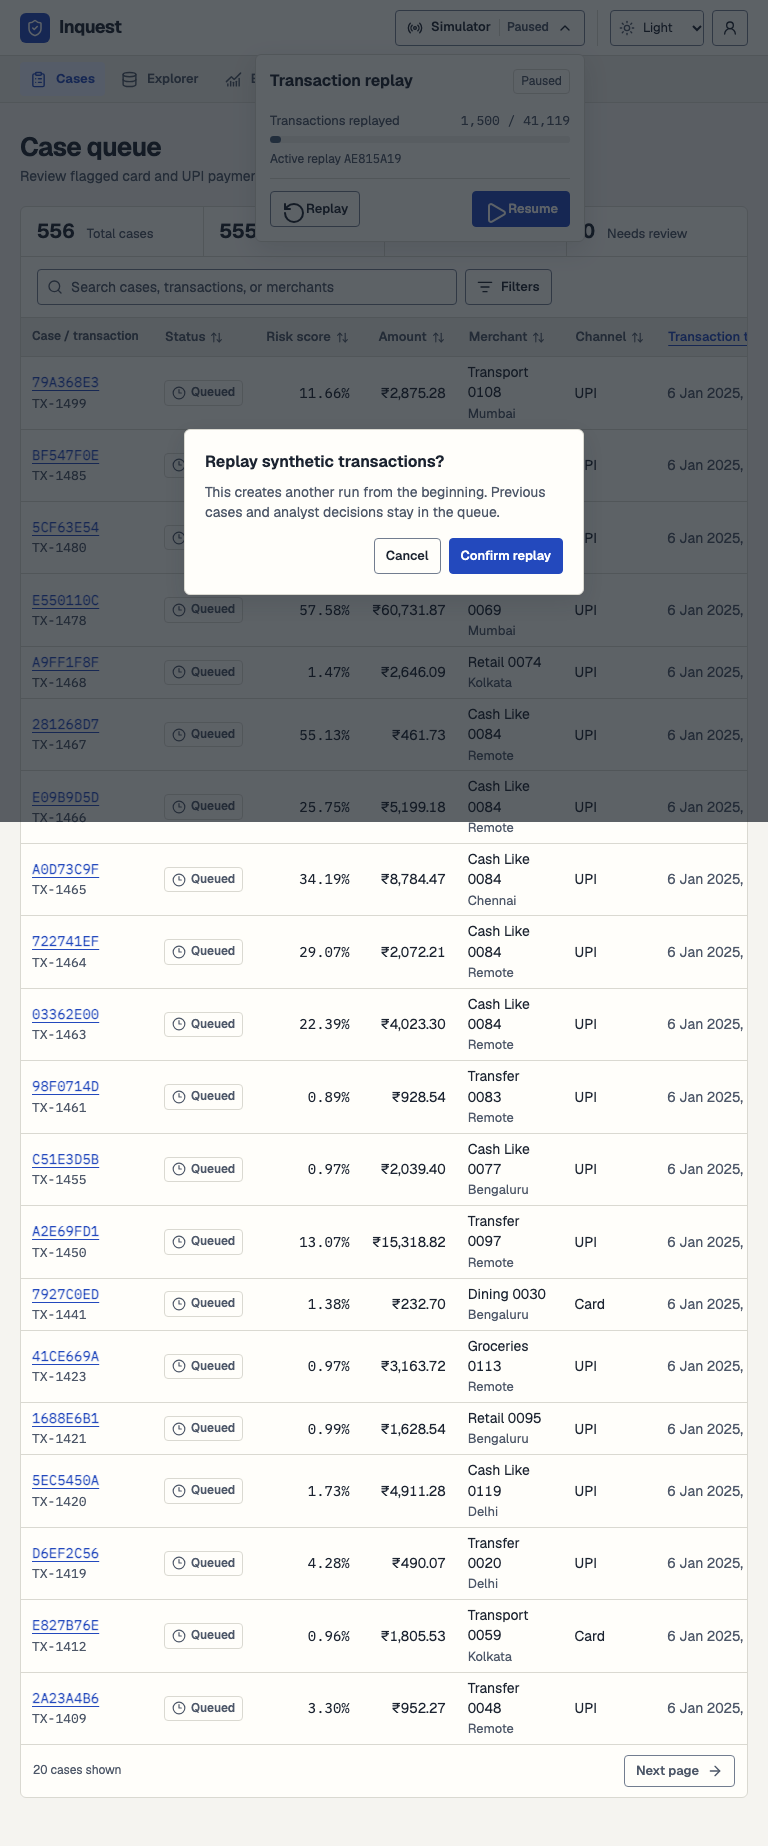 Inquest
Simulator Paused
Light
Cases
Explorer
Transaction replay
Paused
Transactions replayed 1,500 / 41,119
Active replay AE815A19
Replay
Resume
Case queue
Review flagged card and UPI
556 Total cases
555
0 Needs review
Search cases, transactions, or merchants
Filters
Case / transaction Status Risk score Amount Merchant Channel Transaction t
79A368E3 TX-1499 Queued 11.66% ₹2,875.28 Transport 0108 Mumbai UPI 6 Jan 2025,
BF547F0E TX-1485 6 Jan 2025,
5CF63E54 TX-1480 6 Jan 2025,
Replay synthetic transactions?
This creates another run from the beginning. Previous
cases and analyst decisions stay in the queue.
Cancel
Confirm replay
E550110C TX-1478 Queued 57.58% ₹60,731.87 0069 Mumbai UPI 6 Jan 2025,
A9FF1F8F TX-1468 Queued 1.47% ₹2,646.09 Retail 0074 Kolkata UPI 6 Jan 2025,
281268D7 TX-1467 Queued 55.13% ₹461.73 Cash Like 0084 Remote UPI 6 Jan 2025,
E09B9D5D TX-1466 Queued 25.75% ₹5,199.18 Cash Like 0084 Remote UPI 6 Jan 2025,
A0D73C9F TX-1465 Queued 34.19% ₹8,784.47 Cash Like 0084 Chennai UPI 6 Jan 2025,
722741EF TX-1464 Queued 29.07% ₹2,072.21 Cash Like 0084 Remote UPI 6 Jan 2025,
03362E00 TX-1463 Queued 22.39% ₹4,023.30 Cash Like 0084 Remote UPI 6 Jan 2025,
98F0714D TX-1461 Queued 0.89% ₹928.54 Transfer 0083 Remote UPI 6 Jan 2025,
C51E3D5B TX-1455 Queued 0.97% ₹2,039.40 Cash Like 0077 Bengaluru UPI 6 Jan 2025,
A2E69FD1 TX-1450 Queued 13.07% ₹15,318.82 Transfer 0097 Remote UPI 6 Jan 2025,
7927C0ED TX-1441 Queued 1.38% ₹232.70 Dining 0030 Bengaluru Card 6 Jan 2025,
41CE669A TX-1423 Queued 0.97% ₹3,163.72 Groceries 0113 Remote UPI 6 Jan 2025,
1688E6B1 TX-1421 Queued 0.99% ₹1,628.54 Retail 0095 Bengaluru UPI 6 Jan 2025,
5EC5450A TX-1420 Queued 1.73% ₹4,911.28 Cash Like 0119 Delhi UPI 6 Jan 2025,
D6EF2C56 TX-1419 Queued 4.28% ₹490.07 Transfer 0020 Delhi UPI 6 Jan 2025,
E827B76E TX-1412 Queued 0.96% ₹1,805.53 Transport 0059 Kolkata Card 6 Jan 2025,
2A23A4B6 TX-1409 Queued 3.30% ₹952.27 Transfer 0048 Remote UPI 6 Jan 2025,
20 cases shown
Next page